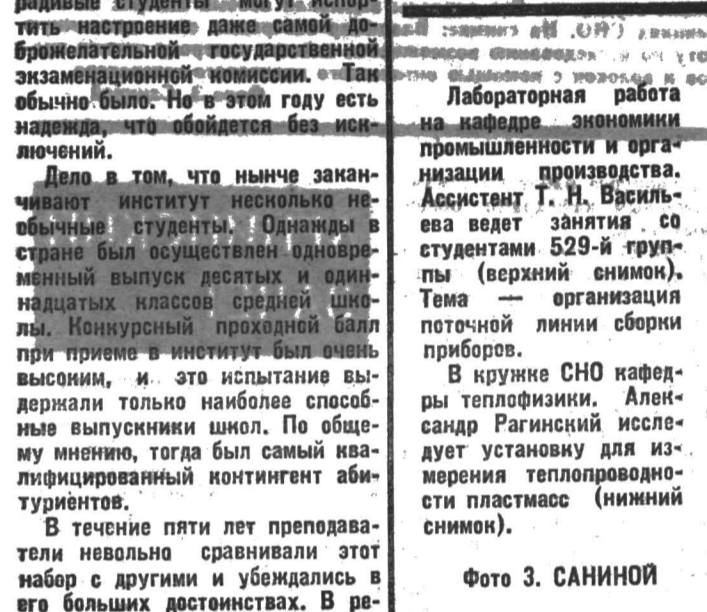 радивые студенты могут испор-
тить настроение даже самой до-
брожелательной государственной
экзаменационной комиссии. Так
обычно было. Но в этом году есть
надежда, что обойдется без иск-
лючений.
Дело в том, что нынче закан-
чивают институт несколько не-
обычные студенты. Однажды в
стране был осуществлен одновре-
менный выпуск десятых и один-
надцатых классов средней шко-
лы. Конкурсный проходной балл
при приеме в институт был очень
высоким, и это испытание вы-
держали только наиболее способ-
ные выпускники школ. По обще-
му мнению, тогда был самый ква-
лифицированный контингент аби-
туриентов.
В течение пяти лет преподава-
тели невольно сравнивали этот
набор с другими и убеждались в
его больших достоинствах. В ре-
Лабораторная работа
на кафедре экономики
промышленности и орга-
низации производства.
Ассистент Т. Н. Василь-
ева ведет занятия со
студентами 529-й груп-
пы (верхний снимок).
Тема — организация
поточной линии сборки
приборов.
В кружке СНО кафед-
ры теплофизики. Алек-
сандр Рагинский иссле-
дует установку для из-
мерения теплопроводно-
сти пластмасс (нижний
снимок).
Фото З. САНИНОЙ